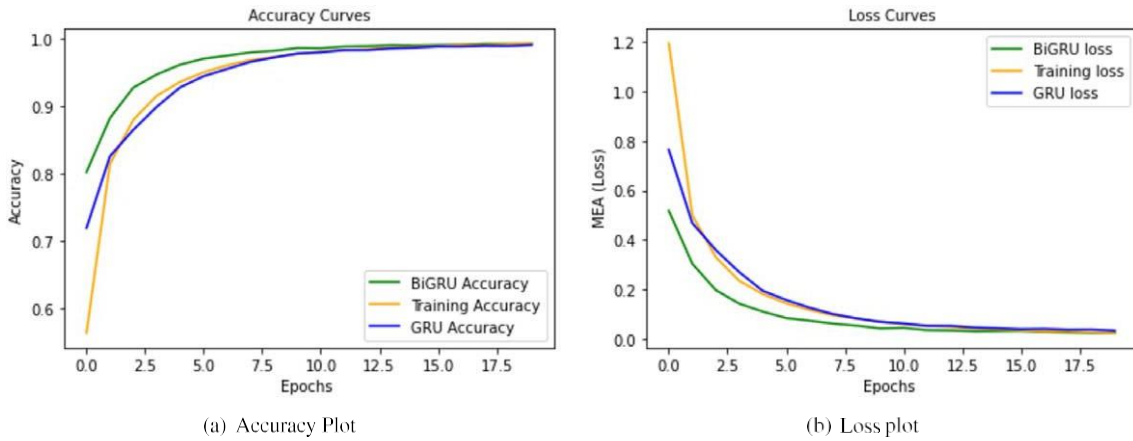 Accuracy Curves
1.0
0.9
0.8
0.7
0.6
Accuracy
BiGRU Accuracy
Training Accuracy
GRU Accuracy
0.0 2.5 5.0 7.5 10.0 12.5 15.0 17.5
Epochs
(a) Accuracy Plot
Loss Curves
1.2
1.0
0.8
0.6
0.4
0.2
0.0
MEA (Loss)
BiGRU loss
Training loss
GRU loss
0.0 2.5 5.0 7.5 10.0 12.5 15.0 17.5
Epochs
(b) Loss plot